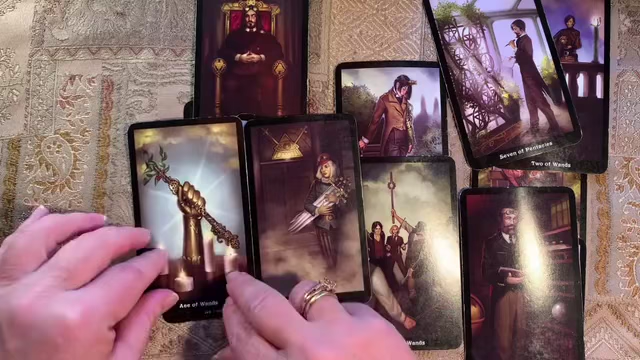 Seven of Pentacles
Two of Wands
Ace of Wands
Wands